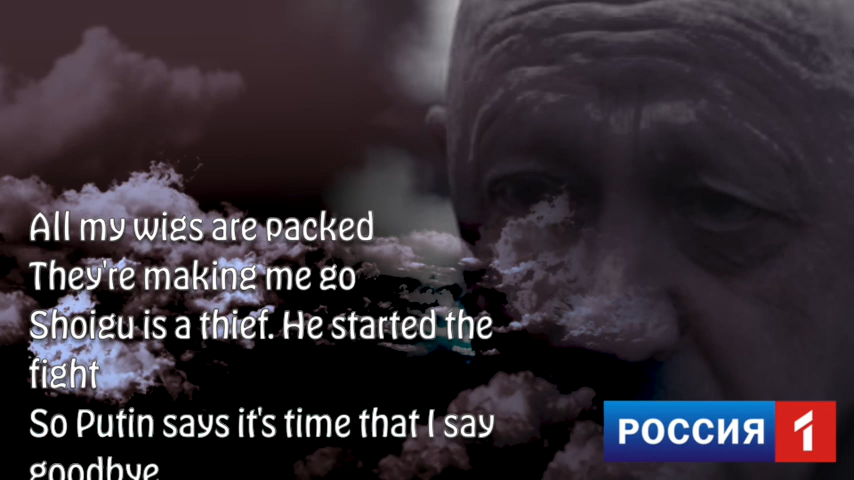 All my wigs are packed
They're making me go
Shoigu is a thief. He started the
fight
So Putin says it's time that I say
goodbye
РОССИЯ 1